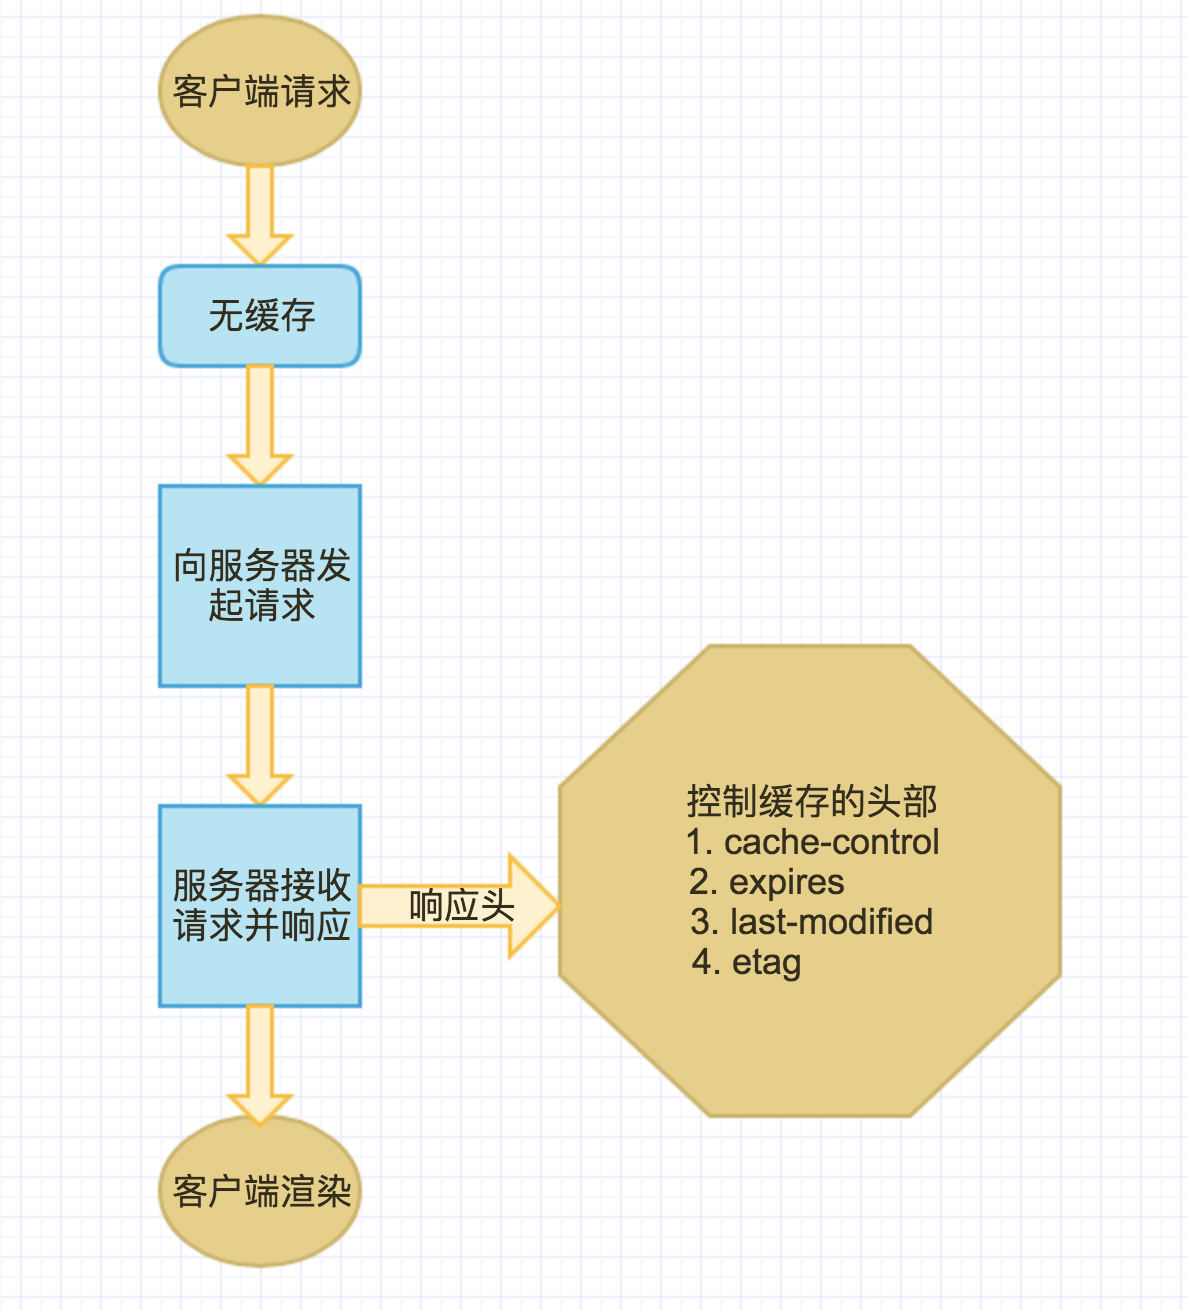 客户端请求
无缓存
向服务器发
起请求
服务器接收
请求并响应
响应头
控制缓存的头部
1. cache-control
2. expires
3. last-modified
4. etag
客户端渲染